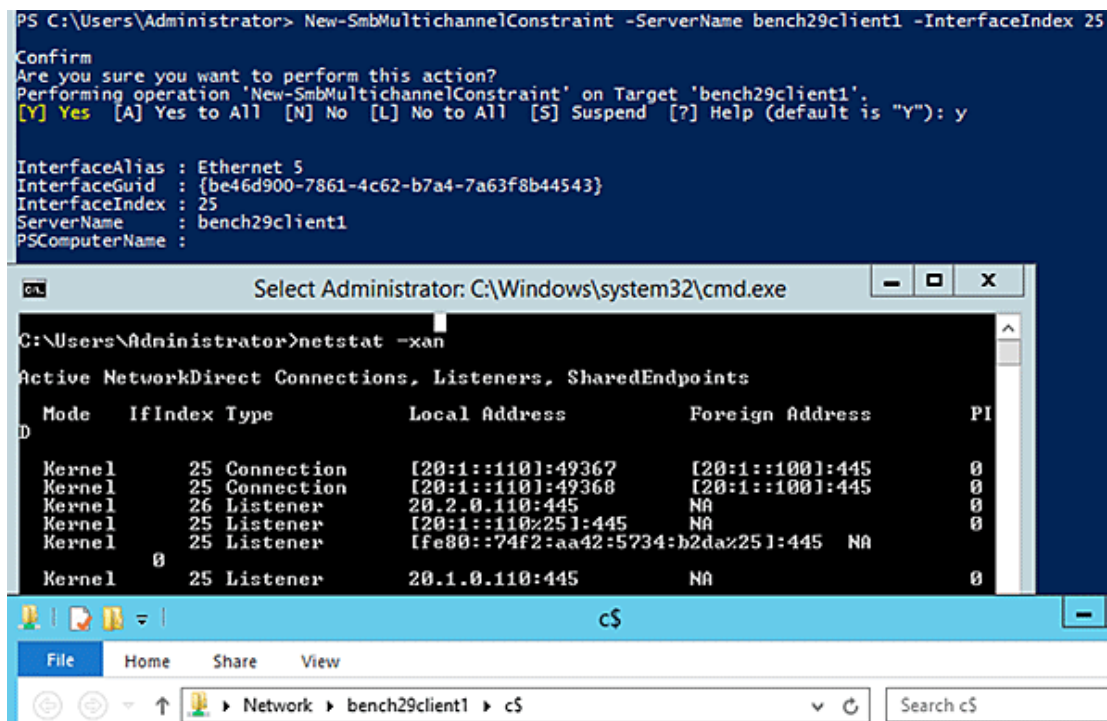 PS C:\Users\Administrator> New-SmbMultichannelConstraint -ServerName bench29client1 -InterfaceIndex 25
Confirm
Are you sure you want to perform this action?
Performing operation 'New-SmbMultichannelConstraint' on Target 'bench29client1'.
[Y] Yes  [A] Yes to All  [N] No  [L] No to All  [S] Suspend  [?] Help (default is "Y"): y
InterfaceAlias : Ethernet 5
InterfaceGuid  : {be46d900-7861-4c62-b7a4-7a63f8b44543}
InterfaceIndex : 25
ServerName     : bench29client1
PSComputerName :
Select Administrator: C:\Windows\system32\cmd.exe
C:\Users\Administrator>netstat -xan
Active NetworkDirect Connections, Listeners, SharedEndpoints
Mode   IfIndex Type           Local Address          Foreign Address        PI
D
Kernel      25 Connection     [20:1::110]:49367      [20:1::100]:445        0
Kernel      25 Connection     [20:1::110]:49368      [20:1::100]:445        0
Kernel      26 Listener       20.2.0.110:445         NA                     0
Kernel      25 Listener       [20:1::110%25]:445     NA                     0
Kernel      25 Listener       [fe80::74f2:aa42:5734:b2da%25]:445  NA
0
Kernel      25 Listener       20.1.0.110:445         NA                     0
c$
File Home Share View
Network bench29client1 c$ Search c$